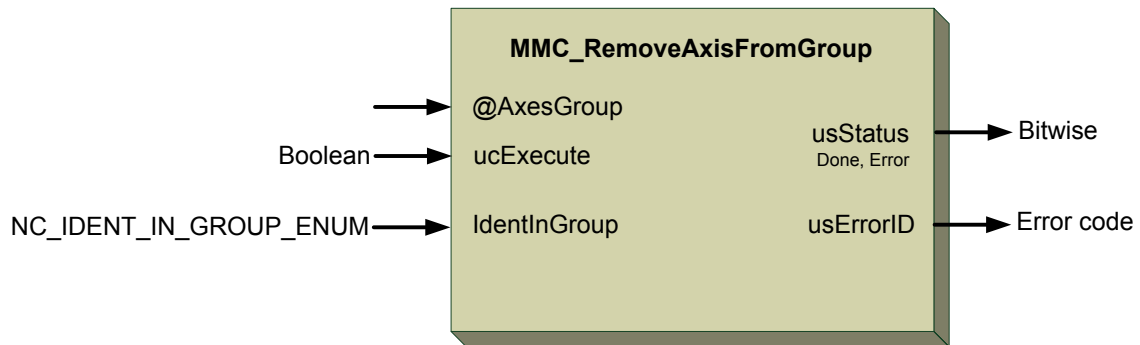 MMC_RemoveAxisFromGroup
@AxesGroup
usStatus Bitwise
Done, Error
Boolean ucExecute
NC_IDENT_IN_GROUP_ENUM IdentInGroup usErrorID Error code